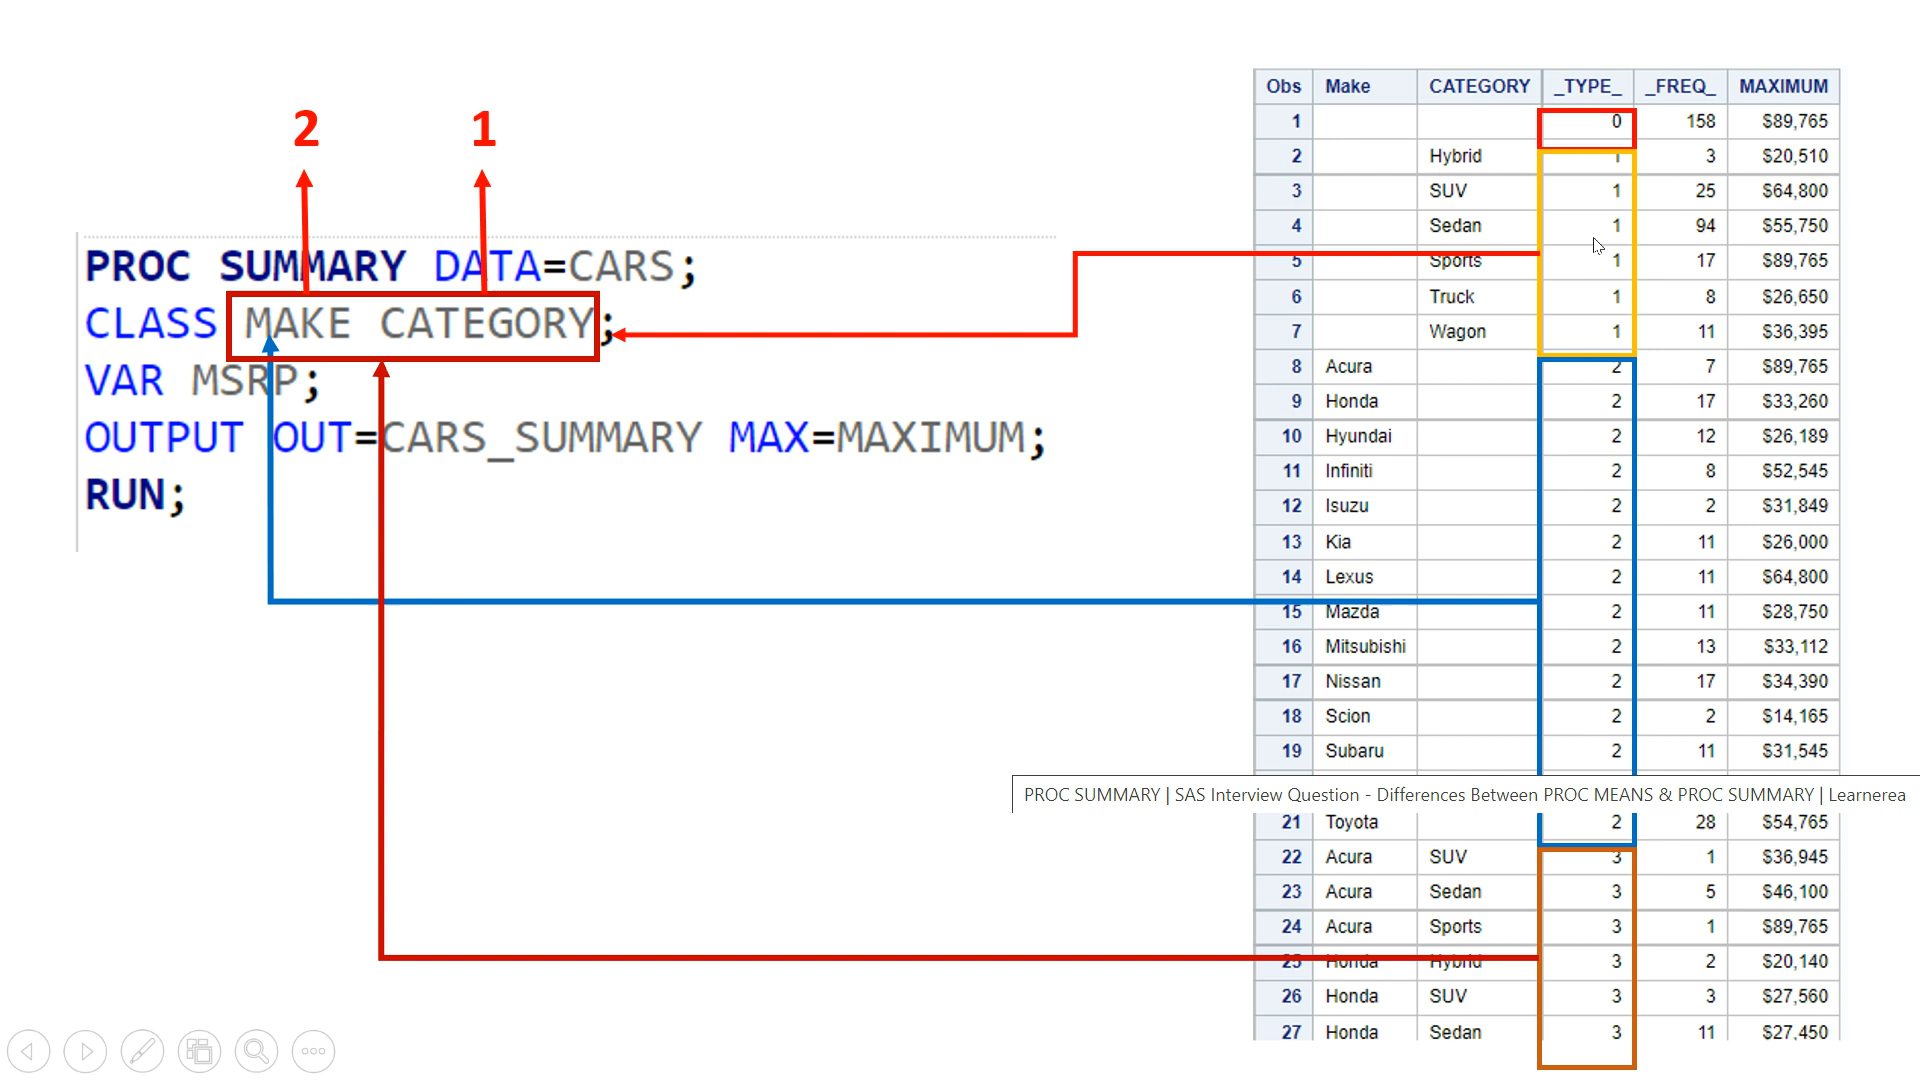 2 1
PROC SUMMARY DATA=CARS;
CLASS MAKE CATEGORY;
VAR MSRP;
OUTPUT OUT=CARS_SUMMARY MAX=MAXIMUM;
RUN;
Obs Make CATEGORY _TYPE_ _FREQ_ MAXIMUM
1 0 158 $89,765
2 Hybrid 1 3 $20,510
3 SUV 1 25 $64,800
4 Sedan 1 94 $55,750
5 Sports 1 17 $89,765
6 Truck 1 8 $26,650
7 Wagon 1 11 $36,395
8 Acura 2 7 $89,765
9 Honda 2 17 $33,260
10 Hyundai 2 12 $26,189
11 Infiniti 2 8 $52,545
12 Isuzu 2 2 $31,849
13 Kia 2 11 $26,000
14 Lexus 2 11 $64,800
15 Mazda 2 11 $28,750
16 Mitsubishi 2 13 $33,112
17 Nissan 2 17 $34,390
18 Scion 2 2 $14,165
19 Subaru 2 11 $31,545
PROC SUMMARY | SAS Interview Question - Differences Between PROC MEANS & PROC SUMMARY | Learnerea
21 Toyota 2 28 $54,765
22 Acura SUV 3 1 $36,945
23 Acura Sedan 3 5 $46,100
24 Acura Sports 3 1 $89,765
25 Honda Hybrid 3 2 $20,140
26 Honda SUV 3 3 $27,560
27 Honda Sedan 3 11 $27,450